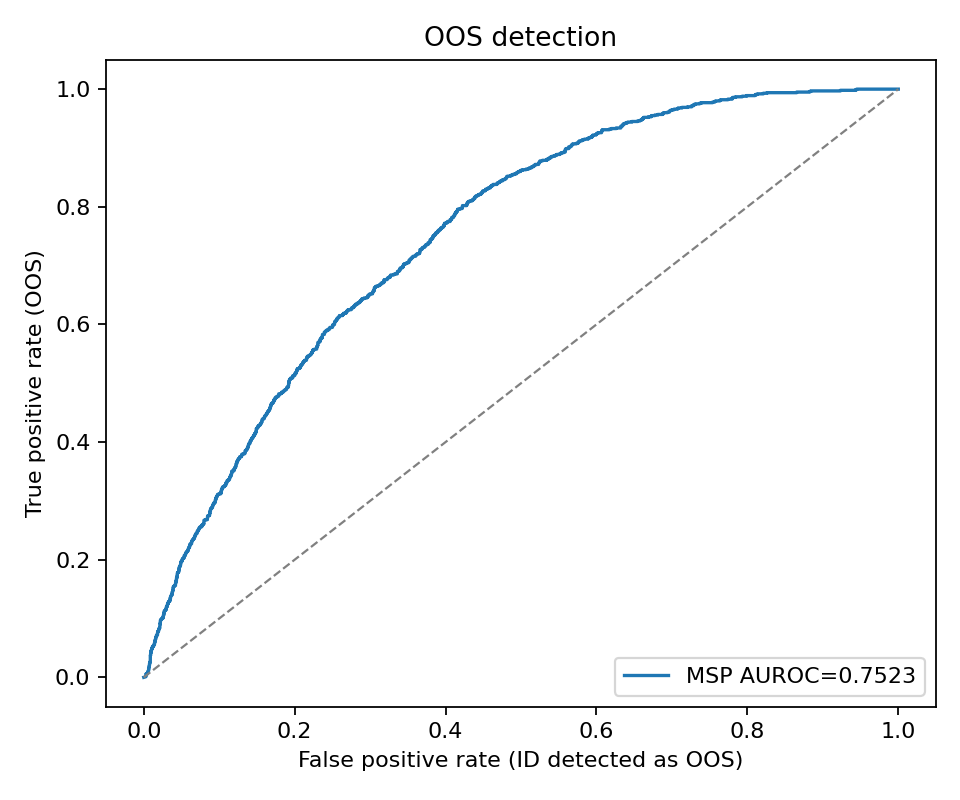 OOS detection
1.0
0.8
0.6
0.4
0.2
0.0
True positive rate (OOS)
MSP AUROC=0.7523
0.0 0.2 0.4 0.6 0.8 1.0
False positive rate (ID detected as OOS)